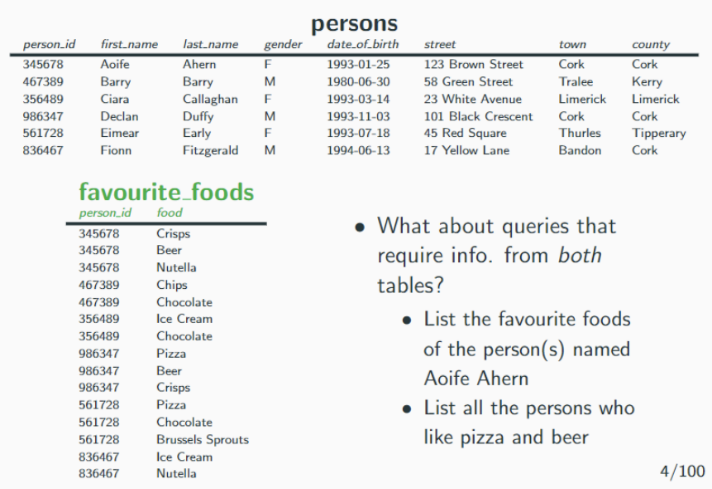 persons
person_id first_name last_name gender date_of_birth street town county
345678 Aoife Ahern F 1993-01-25 123 Brown Street Cork Cork
467389 Barry Barry M 1980-06-30 58 Green Street Tralee Kerry
356489 Ciara Callaghan F 1993-03-14 23 White Avenue Limerick Limerick
986347 Declan Duffy M 1993-11-03 101 Black Crescent Cork Cork
561728 Eimear Early F 1993-07-18 45 Red Square Thurles Tipperary
836467 Fionn Fitzgerald M 1994-06-13 17 Yellow Lane Bandon Cork
favourite_foods
person_id food
345678 Crisps
345678 Beer
345678 Nutella
467389 Chips
467389 Chocolate
356489 Ice Cream
356489 Chocolate
986347 Pizza
986347 Beer
986347 Crisps
561728 Pizza
561728 Chocolate
561728 Brussels Sprouts
836467 Ice Cream
836467 Nutella
• What about queries that
require info. from both
tables?
• List the favourite foods
of the person(s) named
Aoife Ahern
• List all the persons who
like pizza and beer
4/100